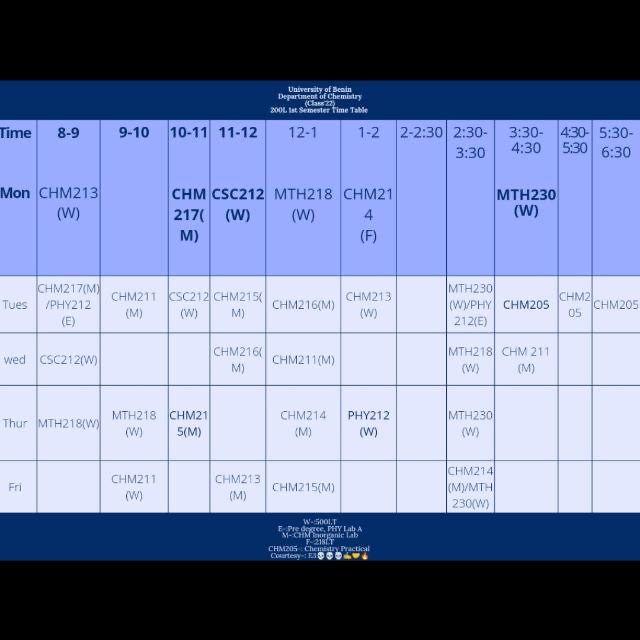 University of Benin
Department of Chemistry
(Class'22)
200L 1st Semester Time Table
Time 8-9 9-10 10-11 11-12 12-1 1-2 2-2:30 2:30-3:30 3:30-4:30 4:30-5:30 5:30-6:30
Mon CHM213 (W) CHM 217(M) CSC212 (W) MTH218 (W) CHM214 (F) MTH230 (W)
Tues CHM217(M)/PHY212 (E) CHM211 (M) CSC212 (W) CHM215(M) CHM216(M) CHM213 (W) MTH230 (W)/PHY 212(E) CHM205 CHM205 CHM205
wed CSC212(W) CHM216(M) CHM211(M) MTH218 (W) CHM 211 (M)
Thur MTH218(W) MTH218 (W) CHM215(M) CHM214 (M) PHY212 (W) MTH230 (W)
Fri CHM211 (W) CHM213 (M) CHM215(M) CHM214 (M)/MTH 230(W)
W-:500LT
E-:Pre degree, PHY Lab A
M-:CHM Inorganic Lab
F-:218LT
CHM205-: Chemistry Practical
Courtesy-: E3💀💀💀✍🤝🔥